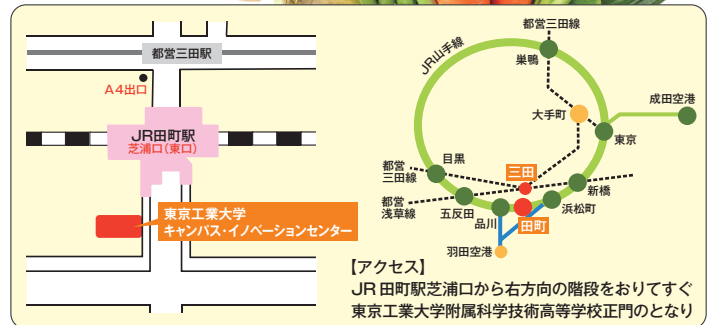 都営三田駅
A4出口
JR田町駅
芝浦口(東口)
東京工業大学
キャンパス・イノベーションセンター
都営三田線
JR山手線
巣鴨
大手町
成田空港
東京
目黒
都営
三田線
三田
新橋
都営
浅草線
五反田
品川
田町
浜松町
羽田空港
【アクセス】
JR田町駅芝浦口から右方向の階段をおりてすぐ
東京工業大学附属科学技術高等学校正門のとなり